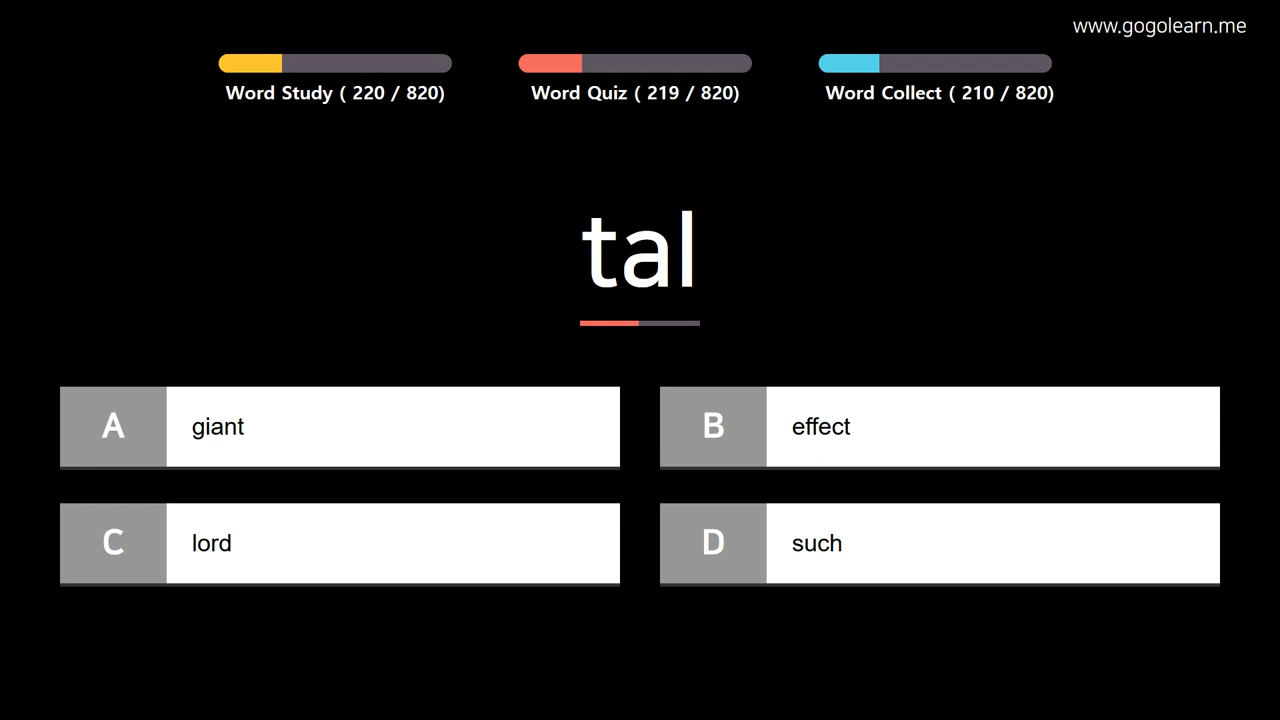 www.gogolearn.me
Word Study ( 220 / 820)
Word Quiz ( 219 / 820)
Word Collect ( 210 / 820)
tal
A giant
B effect
C lord
D such